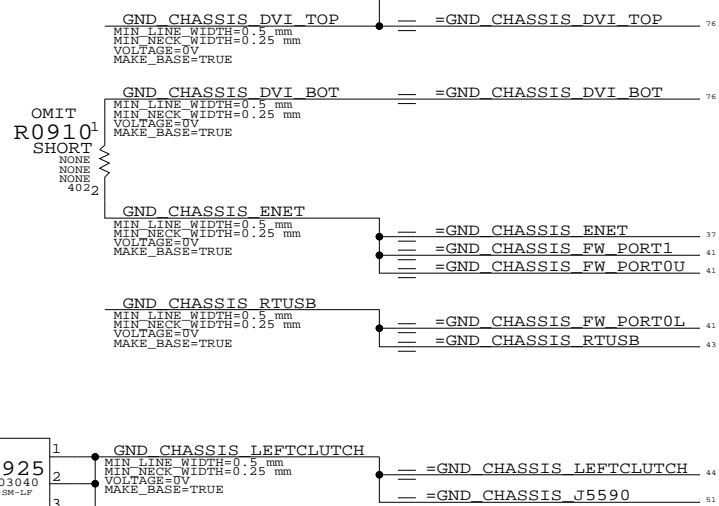 GND_CHASSIS_DVI_TOP
MIN_LINE_WIDTH=0.5 mm
MIN_NECK_WIDTH=0.25 mm
VOLTAGE=0V
MAKE_BASE=TRUE
=GND_CHASSIS_DVI_TOP 76
GND_CHASSIS_DVI_BOT
MIN_LINE_WIDTH=0.5 mm
MIN_NECK_WIDTH=0.25 mm
VOLTAGE=0V
MAKE_BASE=TRUE
=GND_CHASSIS_DVI_BOT 76
OMIT
R0910 1
SHORT
NONE
NONE
NONE
402 2
GND_CHASSIS_ENET
MIN_LINE_WIDTH=0.5 mm
MIN_NECK_WIDTH=0.25 mm
VOLTAGE=0V
MAKE_BASE=TRUE
=GND_CHASSIS_ENET 37
=GND_CHASSIS_FW_PORT1 41
=GND_CHASSIS_FW_PORT0U 41
GND_CHASSIS_RTUSB
MIN_LINE_WIDTH=0.5 mm
MIN_NECK_WIDTH=0.25 mm
VOLTAGE=0V
MAKE_BASE=TRUE
=GND_CHASSIS_FW_PORT0L 41
=GND_CHASSIS_RTUSB 43
925
03040
-SM-LF
1
2
3
GND_CHASSIS_LEFTCLUTCH
MIN_LINE_WIDTH=0.5 mm
MIN_NECK_WIDTH=0.25 mm
VOLTAGE=0V
MAKE_BASE=TRUE
=GND_CHASSIS_LEFTCLUTCH 44
=GND_CHASSIS_J5590 51